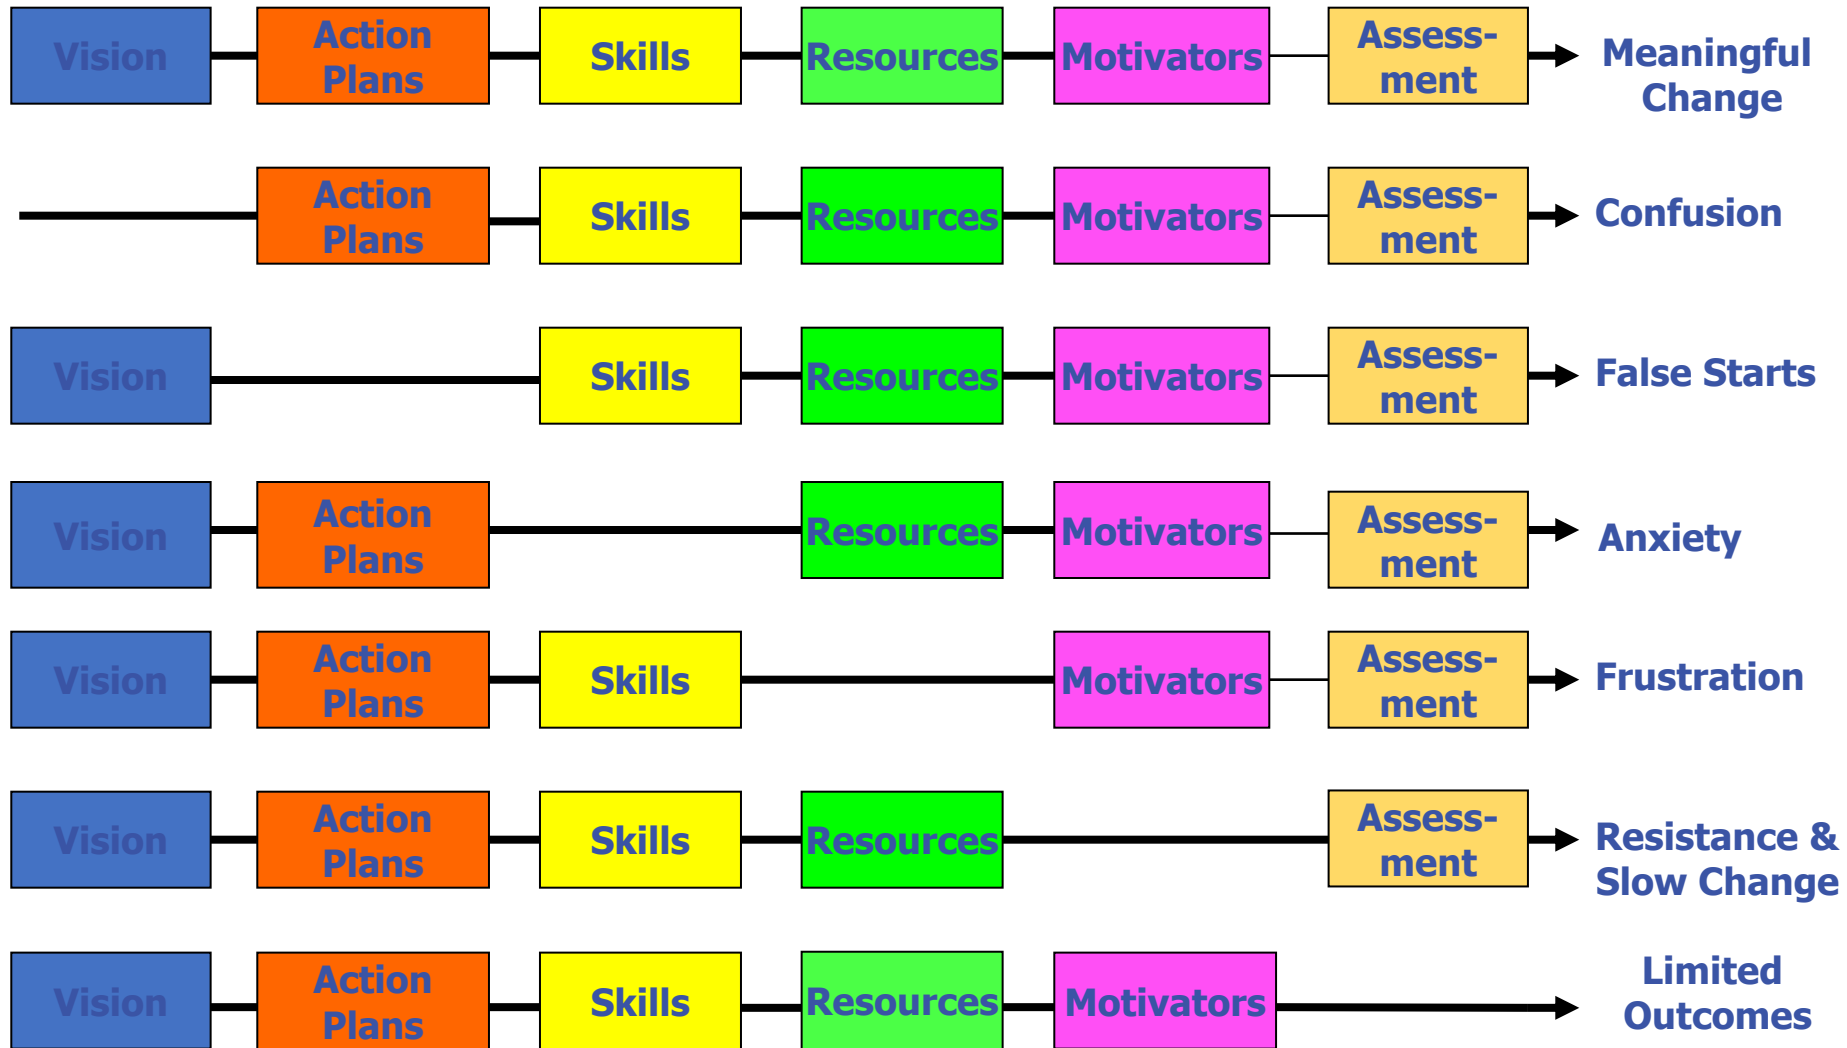 Vision
Action
Plans
Skills
Resources
Motivators
Assess-
ment
Meaningful
Change
Action
Plans
Skills
Resources
Motivators
Assess-
ment
Confusion
Vision
Skills
Resources
Motivators
Assess-
ment
False Starts
Vision
Action
Plans
Resources
Motivators
Assess-
ment
Anxiety
Vision
Action
Plans
Skills
Motivators
Assess-
ment
Frustration
Vision
Action
Plans
Skills
Resources
Assess-
ment
Resistance &
Slow Change
Vision
Action
Plans
Skills
Resources
Motivators
Limited
Outcomes